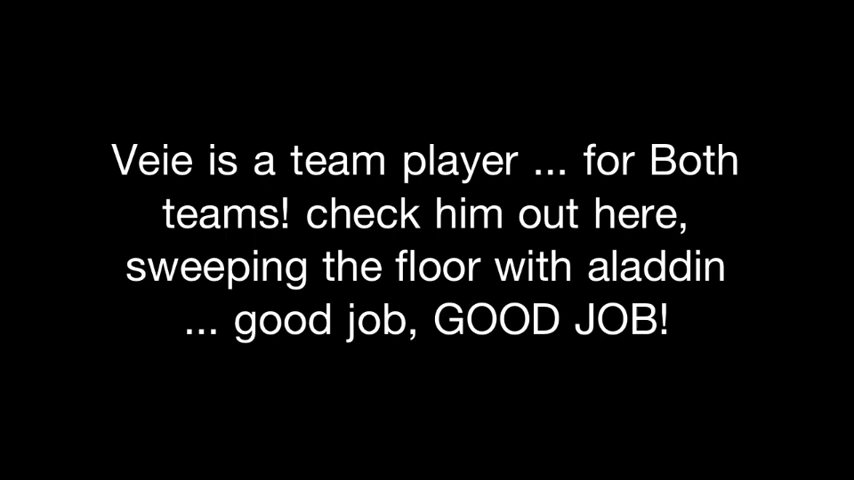 Veie is a team player ... for Both
teams! check him out here,
sweeping the floor with aladdin
... good job, GOOD JOB!